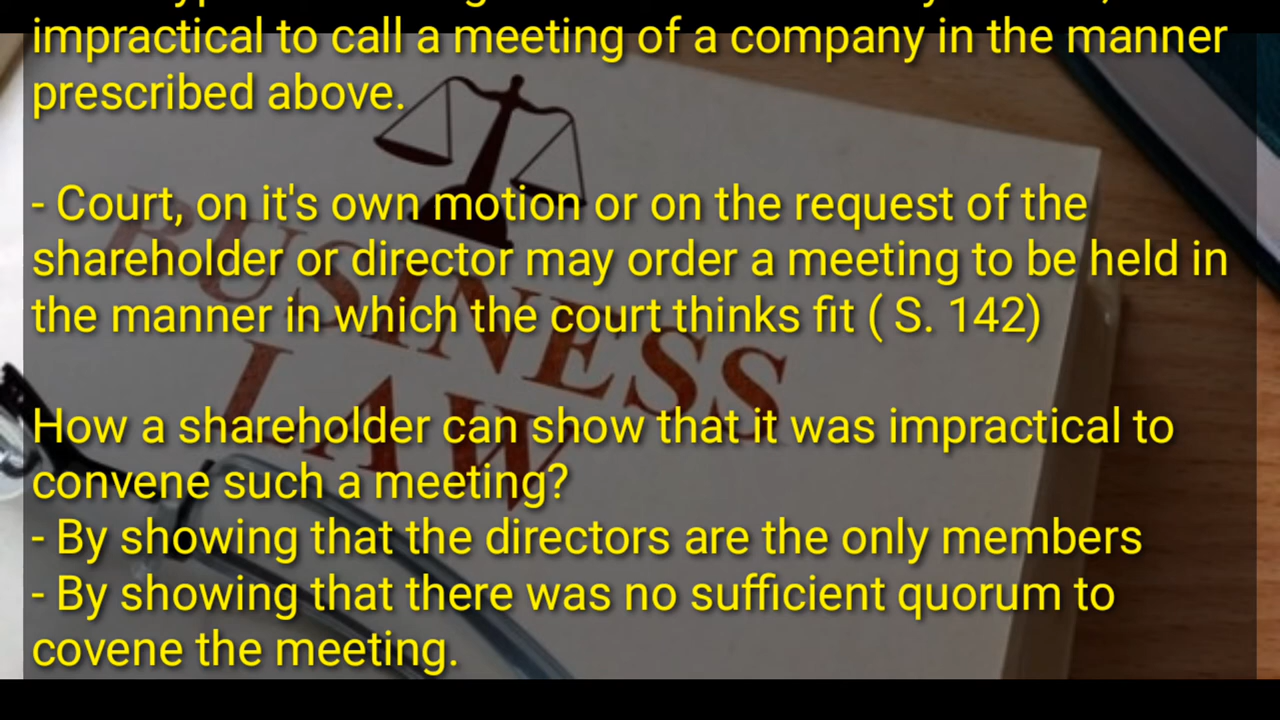 impractical to call a meeting of a company in the manner
prescribed above.
- Court, on it's own motion or on the request of the
shareholder or director may order a meeting to be held in
the manner in which the court thinks fit ( S. 142)
How a shareholder can show that it was impractical to
convene such a meeting?
- By showing that the directors are the only members
- By showing that there was no sufficient quorum to
covene the meeting.
BUSINESS
LAW